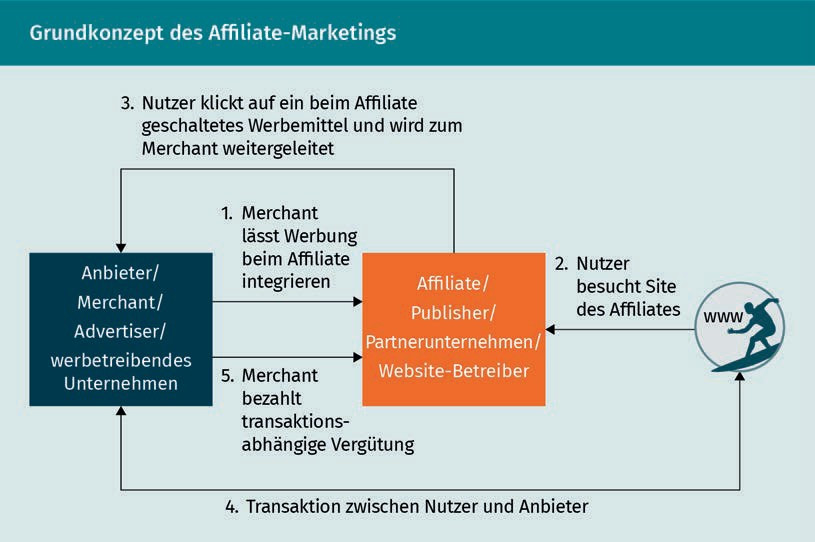 Grundkonzept des Affiliate-Marketings
3. Nutzer klickt auf ein beim Affiliate
geschaltetes Werbemittel und wird zum
Merchant weitergeleitet
1. Merchant
lässt Werbung
beim Affiliate
integrieren
Anbieter/
Merchant/
Advertiser/
werbetreibendes
Unternehmen
Affiliate/
Publisher/
Partnerunternehmen/
Website-Betreiber
2. Nutzer
besucht Site
des Affiliates
www
5. Merchant
bezahlt
transaktions-
abhängige Vergütung
4. Transaktion zwischen Nutzer und Anbieter